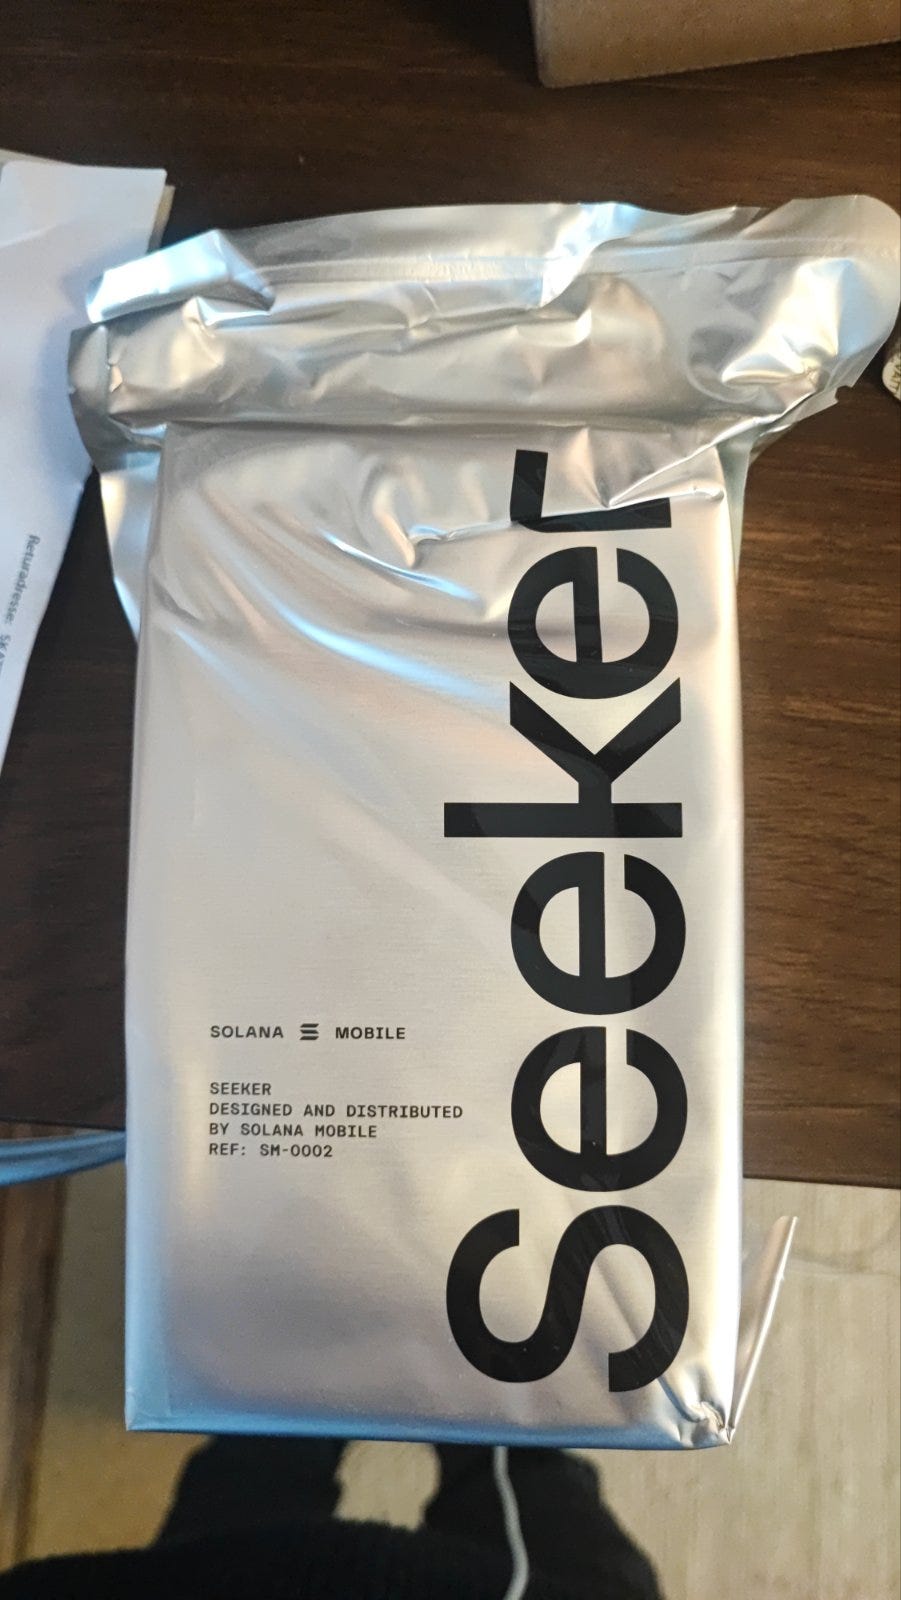 Seeker
SOLANA MOBILE
SEEKER
DESIGNED AND DISTRIBUTED
BY SOLANA MOBILE
REF: SM-0002
Returadresse: